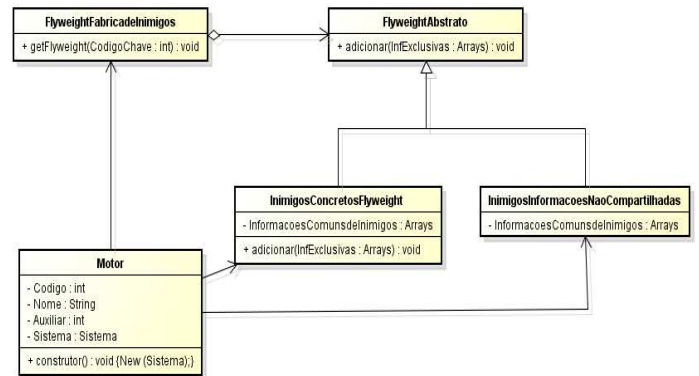 FlyweightFabricadeInimigos
+ getFlyweight(CodigoChave : int) : void
FlyweightAbstrato
+ adicionar(InfExclusivas : Arrays) : void
InimigosConcretosFlyweight
- InformacoesComunsdeInimigos : Arrays
+ adicionar(InfExclusivas : Arrays) : void
InimigosInformacoesNaoCompartilhadas
- InformacoesComunsdeInimigos : Arrays
Motor
- Codigo : int
- Nome : String
- Auxiliar : int
- Sistema : Sistema
+ construtor() : void {New (Sistema);}